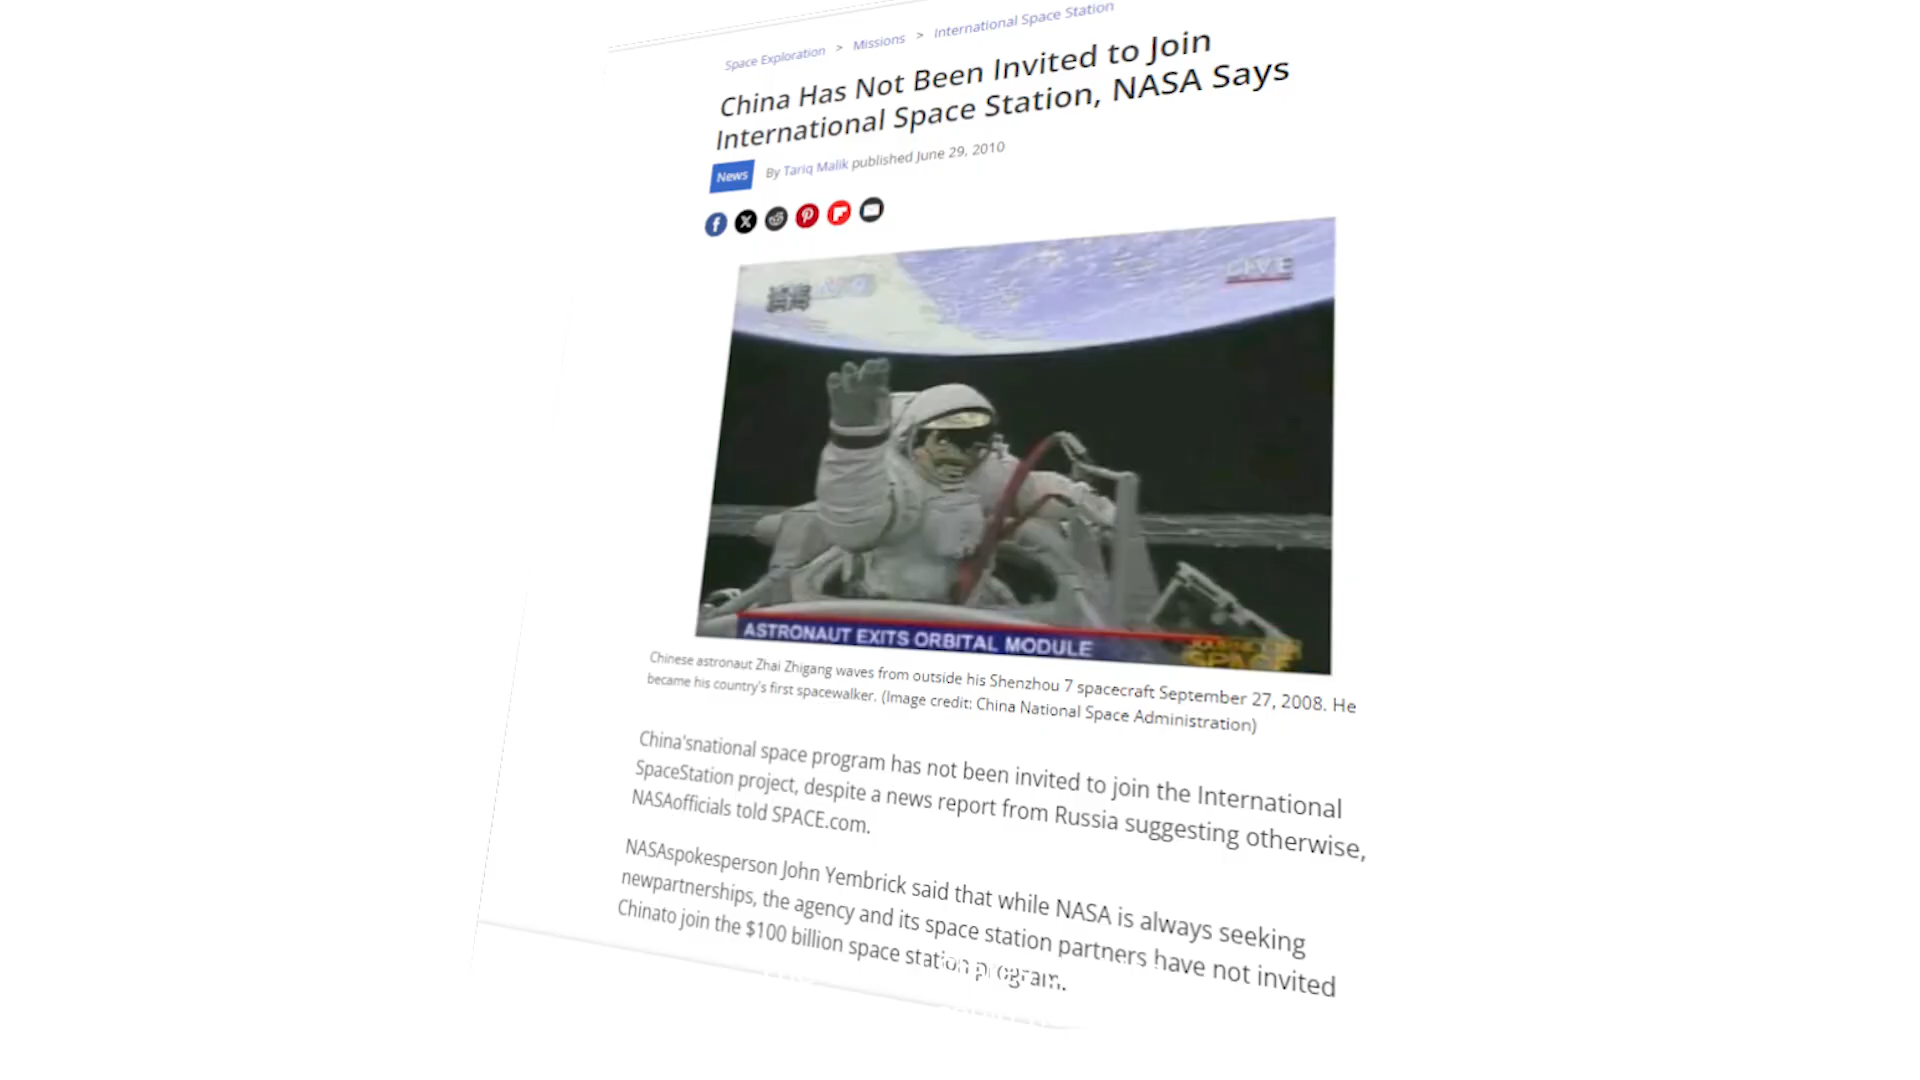 Space Exploration > Missions > International Space Station
China Has Not Been Invited to Join
International Space Station, NASA Says
News By Tariq Malik published June 29, 2010
LIVE
ASTRONAUT EXITS ORBITAL MODULE
SPACE
Chinese astronaut Zhai Zhigang waves from outside his Shenzhou 7 spacecraft September 27, 2008. He
became his country's first spacewalker. (Image credit: China National Space Administration)
China'snational space program has not been invited to join the International
SpaceStation project, despite a news report from Russia suggesting otherwise,
NASAofficials told SPACE.com.
NASAspokesperson John Yembrick said that while NASA is always seeking
newpartnerships, the agency and its space station partners have not invited
Chinato join the $100 billion space station program.